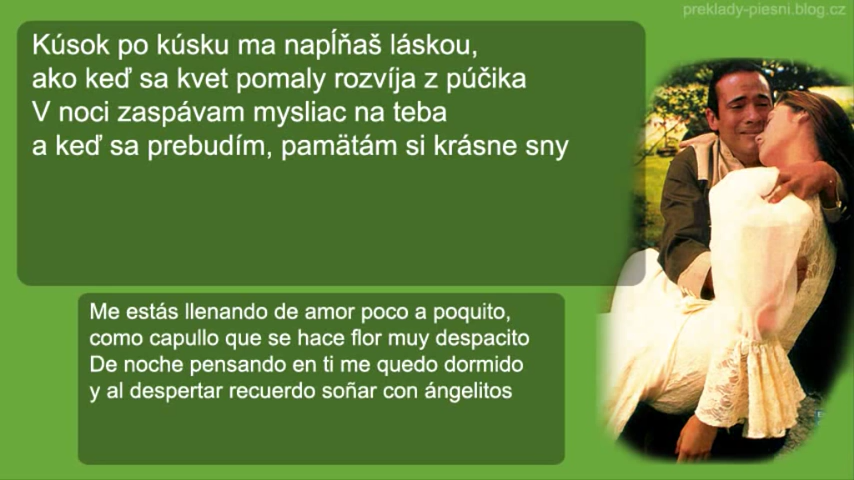 preklady-piesni.blog.cz
Kúsok po kúsku ma napĺňaš láskou,
ako keď sa kvet pomaly rozvíja z púčika
V noci zaspávam mysliac na teba
a keď sa prebudím, pamätám si krásne sny
Me estás llenando de amor poco a poquito,
como capullo que se hace flor muy despacito
De noche pensando en ti me quedo dormido
y al despertar recuerdo soñar con ángelitos